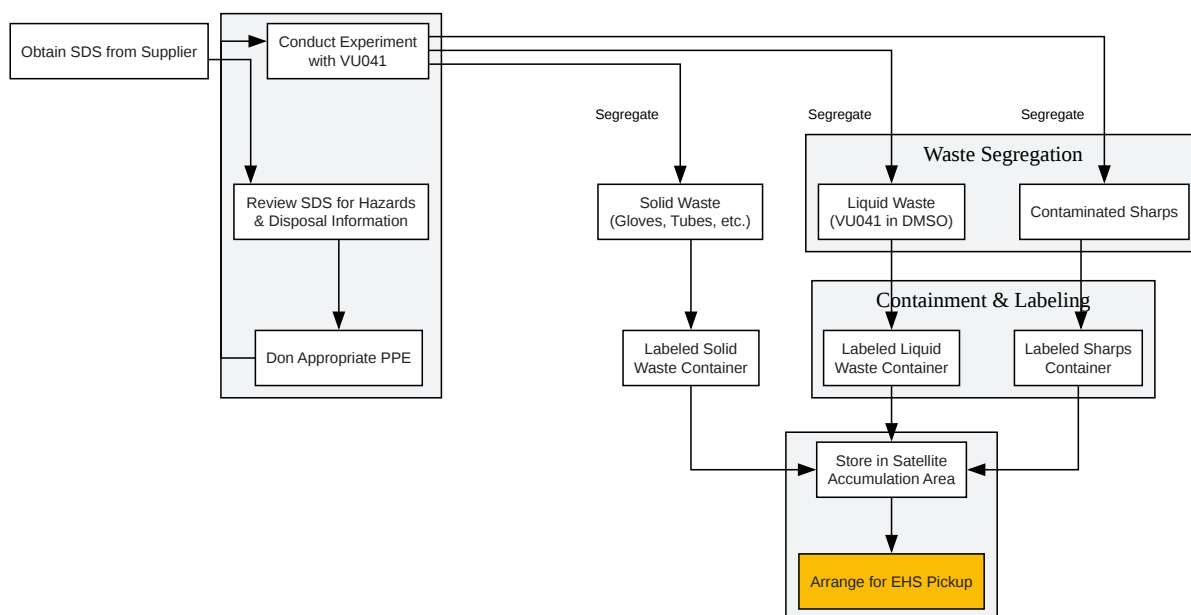 Obtain SDS from Supplier
Conduct Experiment
with VU041
Segregate
Segregate
Segregate
Waste Segregation
Review SDS for Hazards
& Disposal Information
Solid Waste
(Gloves, Tubes, etc.)
Liquid Waste
(VU041 in DMSO)
Contaminated Sharps
Containment & Labeling
Don Appropriate PPE
Labeled Solid
Waste Container
Labeled Liquid
Waste Container
Labeled Sharps
Container
Store in Satellite
Accumulation Area
Arrange for EHS Pickup